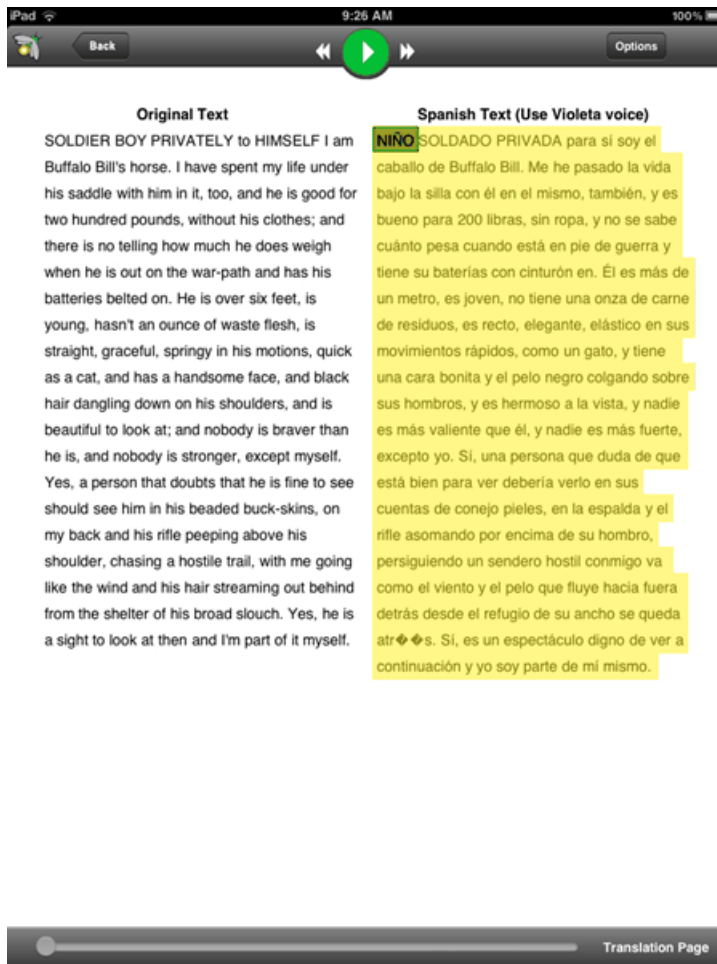 iPad 9:26 AM 100%
Back
Options
Original Text
SOLDIER BOY PRIVATELY to HIMSELF I am
Buffalo Bill's horse. I have spent my life under
his saddle with him in it, too, and he is good for
two hundred pounds, without his clothes; and
there is no telling how much he does weigh
when he is out on the war-path and has his
batteries belted on. He is over six feet, is
young, hasn't an ounce of waste flesh, is
straight, graceful, springy in his motions, quick
as a cat, and has a handsome face, and black
hair dangling down on his shoulders, and is
beautiful to look at; and nobody is braver than
he is, and nobody is stronger, except myself.
Yes, a person that doubts that he is fine to see
should see him in his beaded buck-skins, on
my back and his rifle peeping above his
shoulder, chasing a hostile trail, with me going
like the wind and his hair streaming out behind
from the shelter of his broad slouch. Yes, he is
a sight to look at then and I'm part of it myself.
Spanish Text (Use Violeta voice)
NIÑO SOLDADO PRIVADA para sí soy el
caballo de Buffalo Bill. Me he pasado la vida
bajo la silla con él en el mismo, también, y es
bueno para 200 libras, sin ropa, y no se sabe
cuánto pesa cuando está en pie de guerra y
tiene su baterías con cinturón en. Él es más de
un metro, es joven, no tiene una onza de carne
de residuos, es recto, elegante, elástico en sus
movimientos rápidos, como un gato, y tiene
una cara bonita y el pelo negro colgando sobre
sus hombros, y es hermoso a la vista, y nadie
es más valiente que él, y nadie es más fuerte,
excepto yo. Sí, una persona que duda de que
está bien para ver debería verlo en sus
cuentas de conejo pieles, en la espalda y el
rifle asomando por encima de su hombro,
persiguiendo un sendero hostil conmigo va
como el viento y el pelo que fluye hacia fuera
detrás desde el refugio de su ancho se queda
atr��s. Sí, es un espectáculo digno de ver a
continuación y yo soy parte de mí mismo.
Translation Page